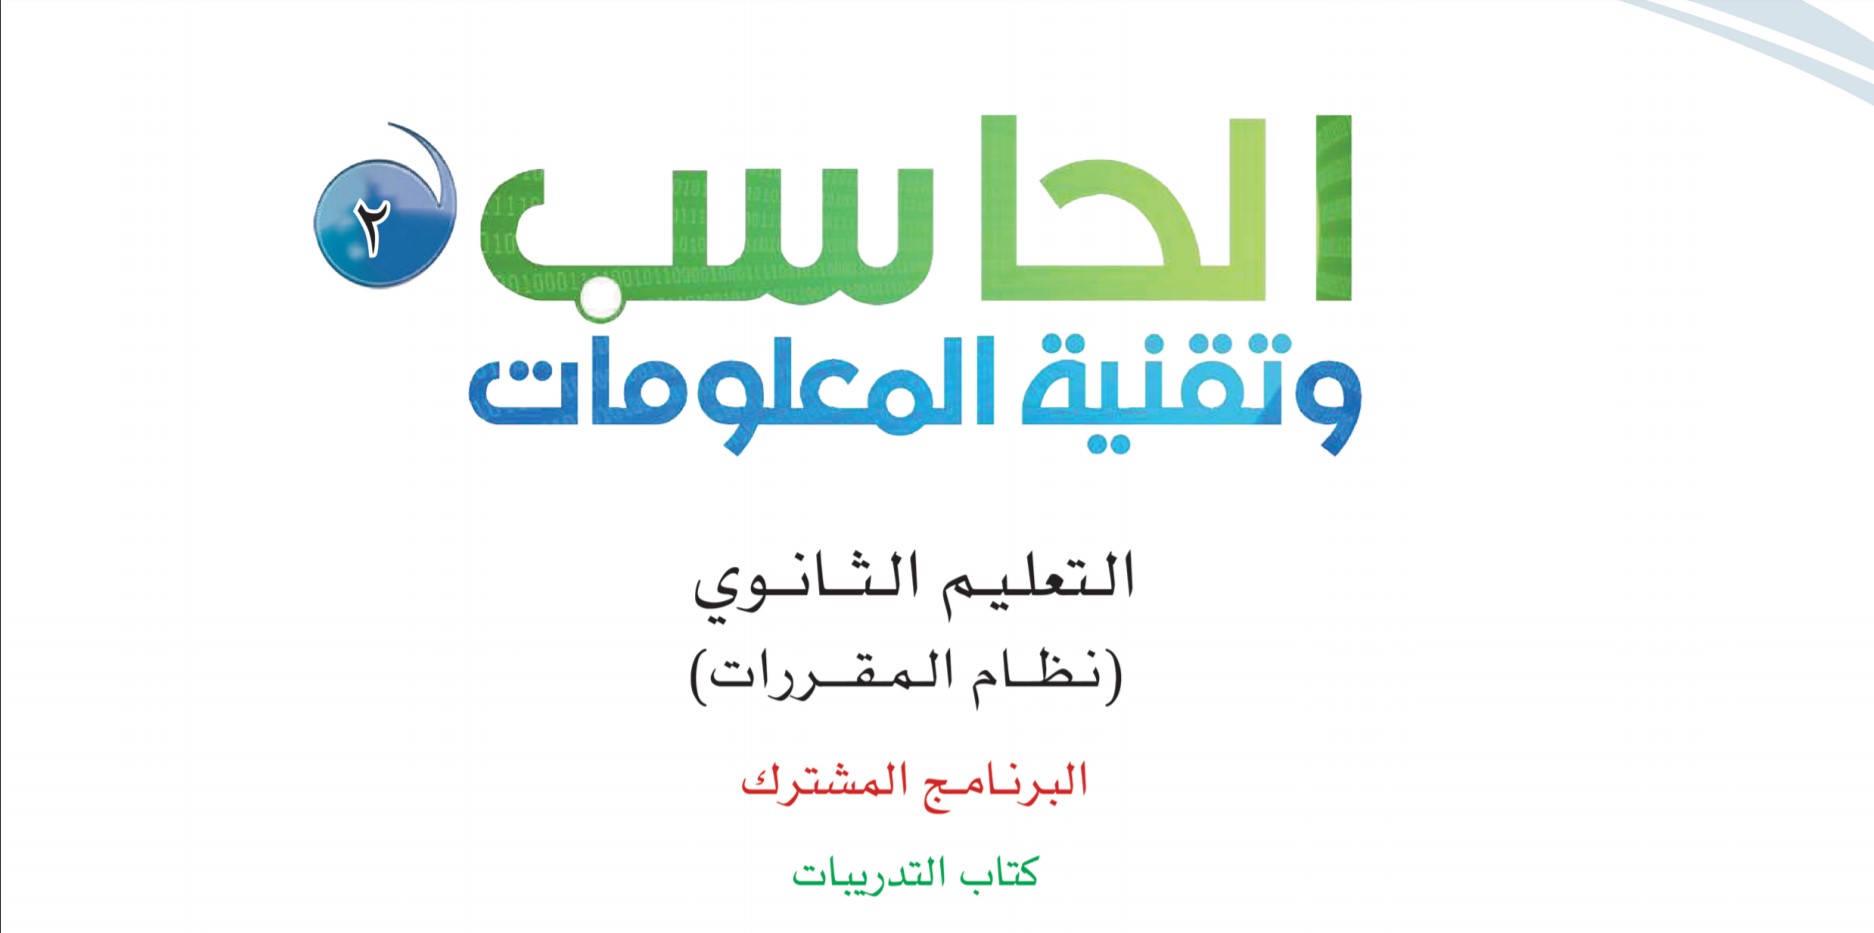 الحاسب ٢
وتقنية المعلومات
التعليم الثانوي
(نظام المقررات)
البرنامج المشترك
كتاب التدريبات